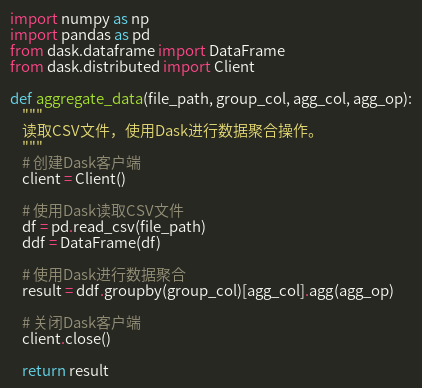 import numpy as np
import pandas as pd
from dask.dataframe import DataFrame
from dask.distributed import Client

def aggregate_data(file_path, group_col, agg_col, agg_op):
    """
    读取CSV文件，使用Dask进行数据聚合操作。
    """
    # 创建Dask客户端
    client = Client()

    # 使用Dask读取CSV文件
    df = pd.read_csv(file_path)
    ddf = DataFrame(df)

    # 使用Dask进行数据聚合
    result = ddf.groupby(group_col)[agg_col].agg(agg_op)

    # 关闭Dask客户端
    client.close()

    return result